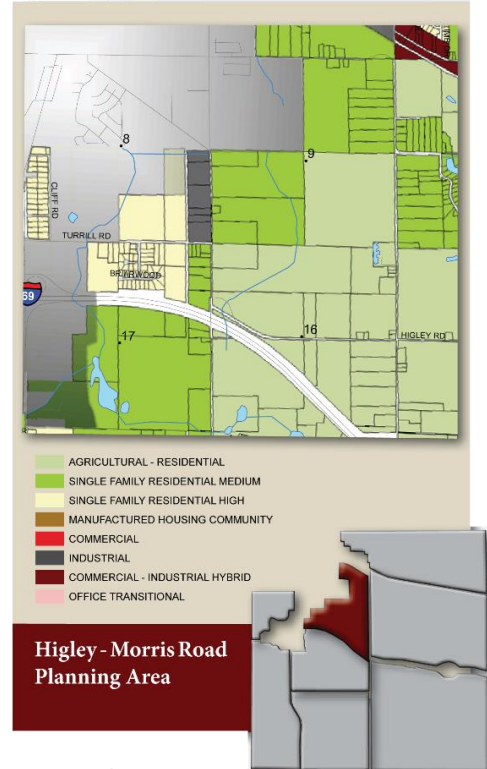 8
9
CLIFF RD
TURRILL RD
BRIARWOOD
69
17
16
HIGLEY RD
AGRICULTURAL - RESIDENTIAL
SINGLE FAMILY RESIDENTIAL MEDIUM
SINGLE FAMILY RESIDENTIAL HIGH
MANUFACTURED HOUSING COMMUNITY
COMMERCIAL
INDUSTRIAL
COMMERCIAL - INDUSTRIAL HYBRID
OFFICE TRANSITIONAL
Higley - Morris Road
Planning Area